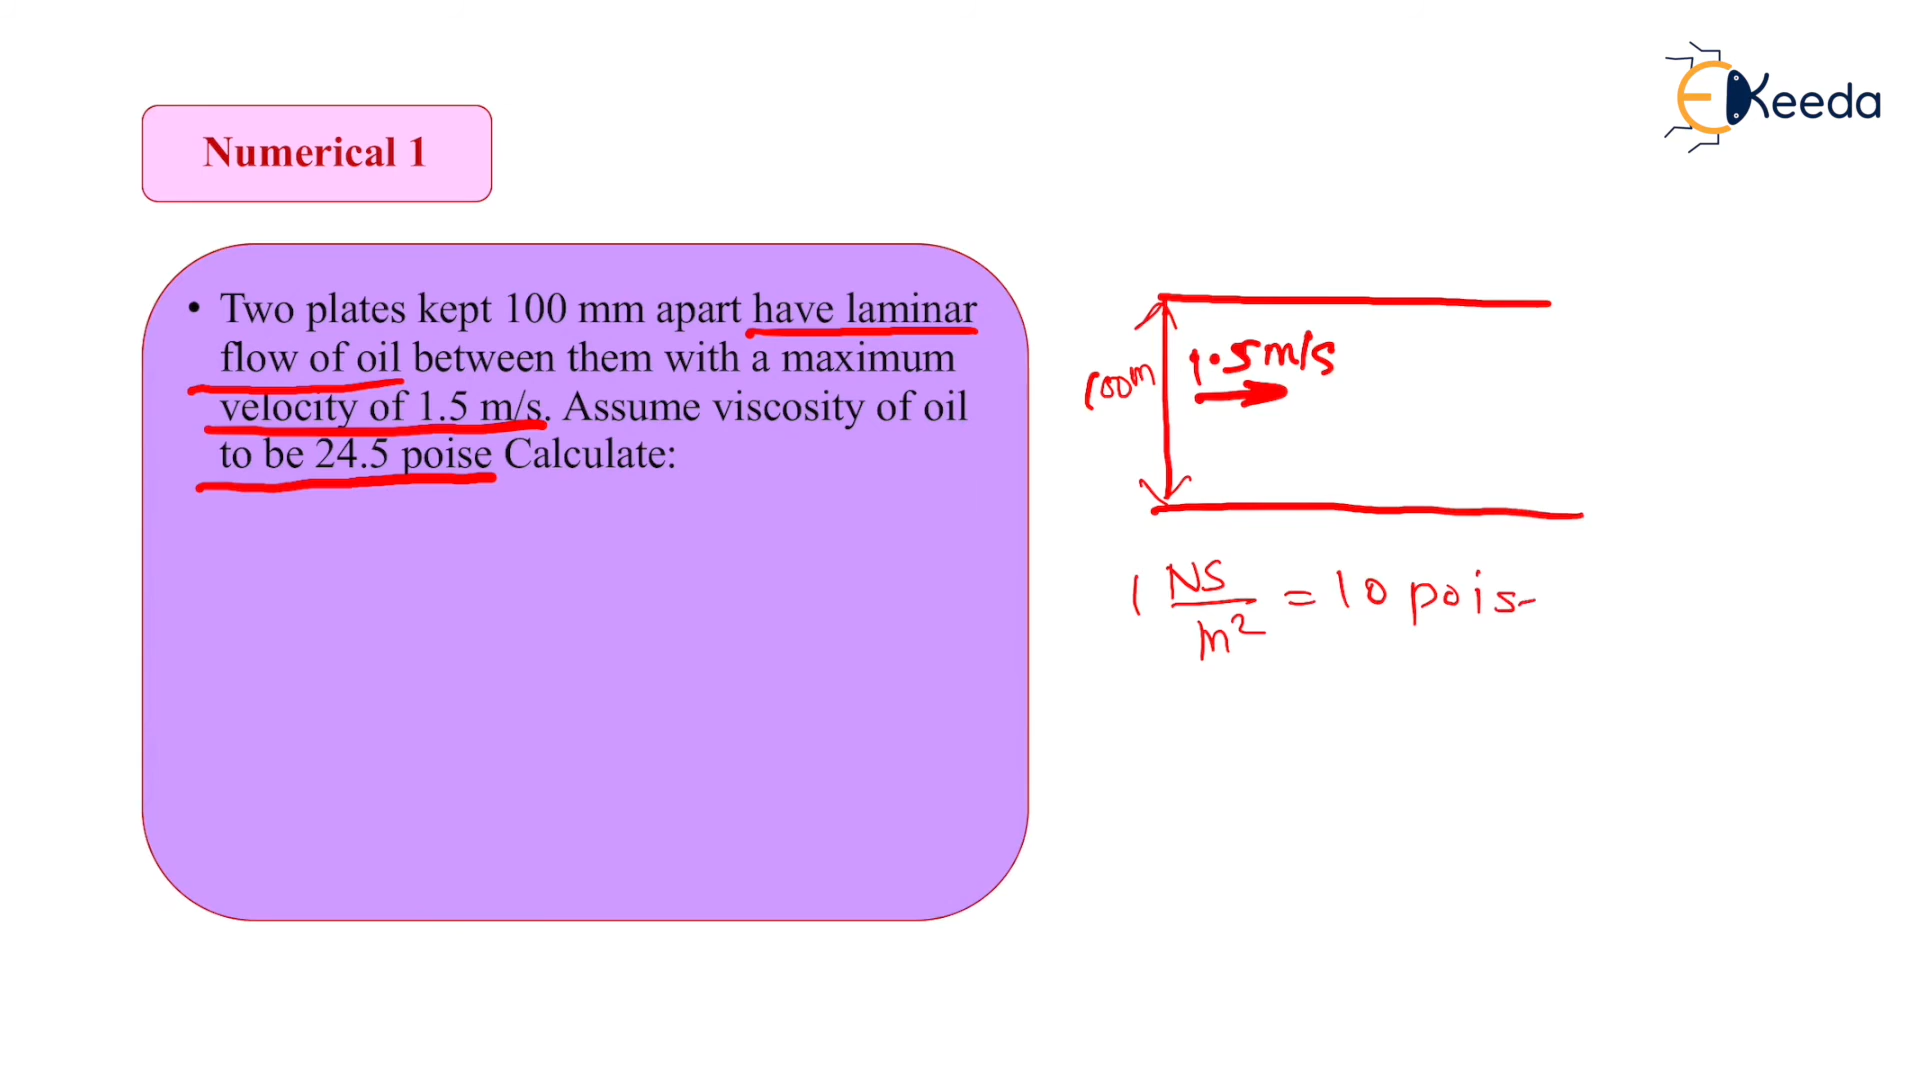 Keeda
Numerical 1
• Two plates kept 100 mm apart have laminar
flow of oil between them with a maximum
velocity of 1.5 m/s. Assume viscosity of oil
to be 24.5 poise Calculate:
1.5m/s
100m
1 NS/m² = 10 pois